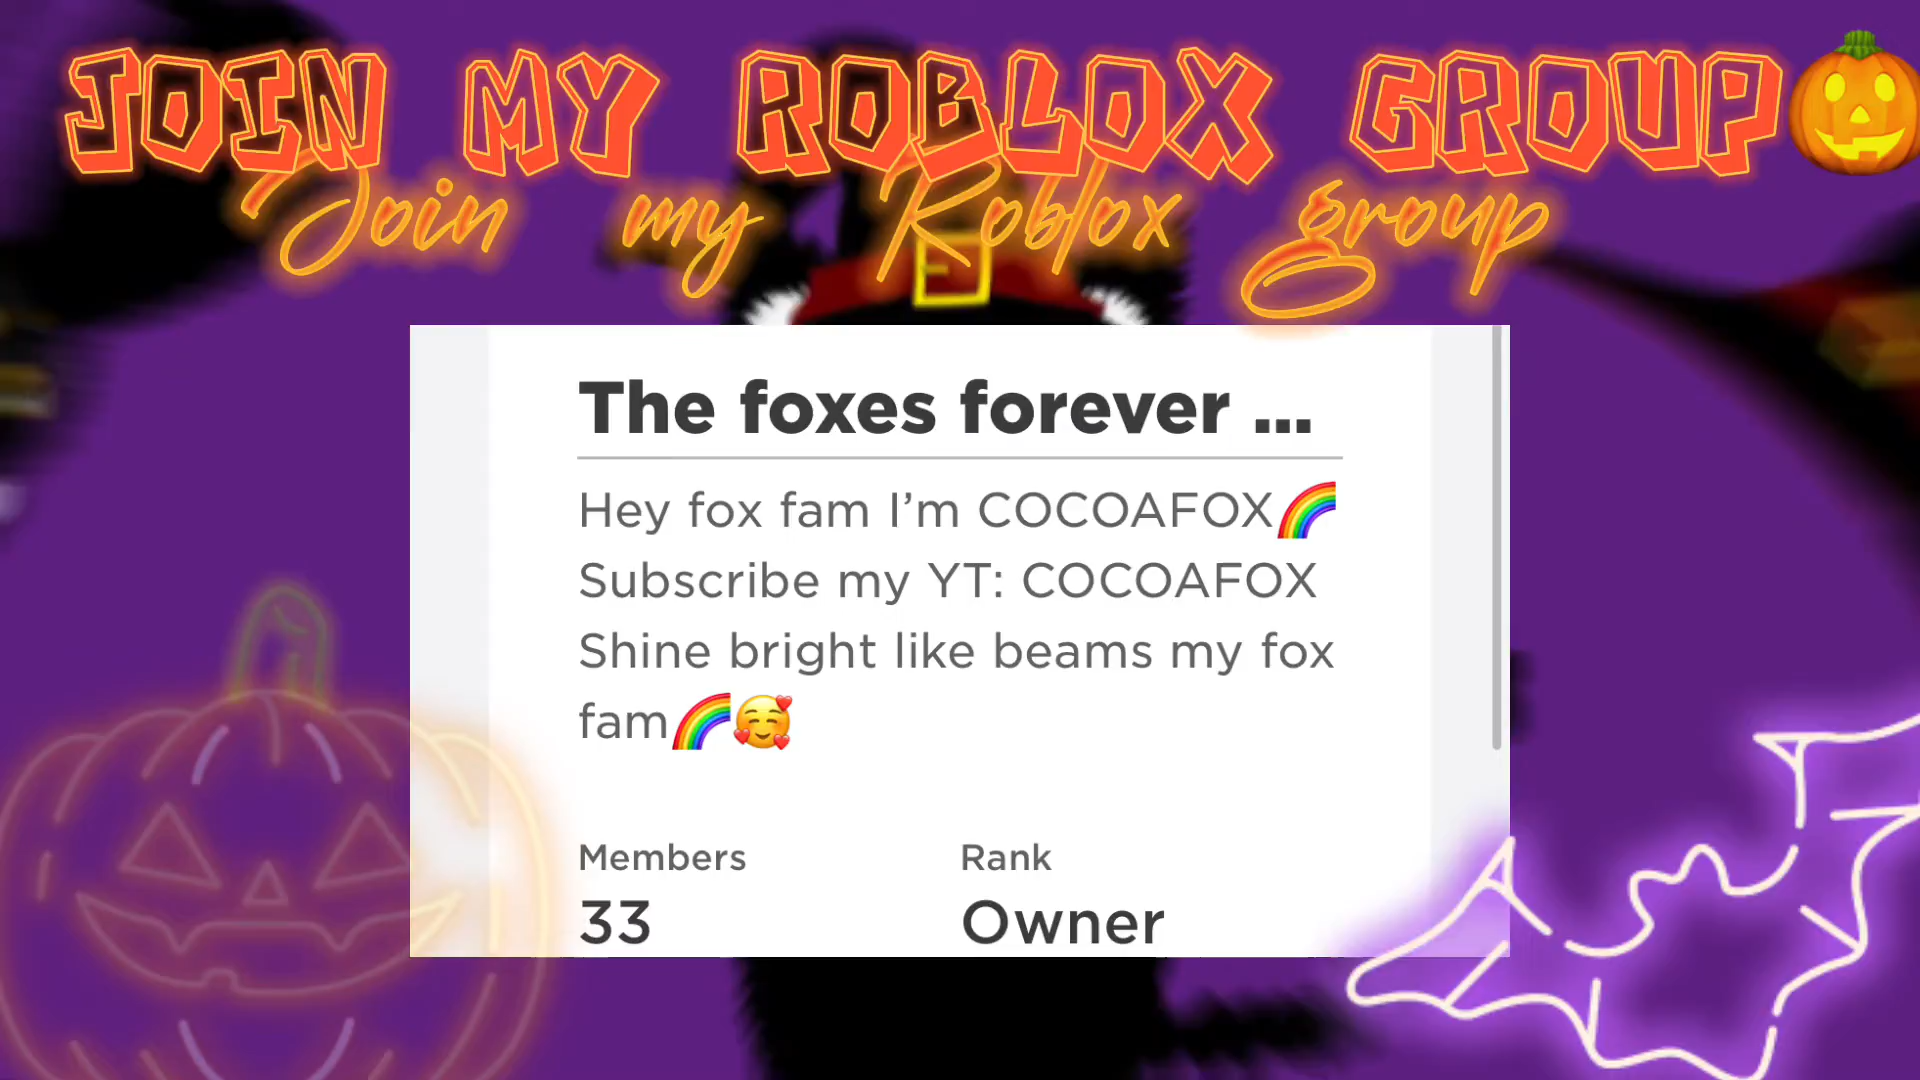 JOIN MY ROBLOX GROUP🎃
Join my Roblox group
The foxes forever ...
Hey fox fam I’m COCOAFOX🌈
Subscribe my YT: COCOAFOX
Shine bright like beams my fox
fam🌈🥰
Members Rank
33 Owner